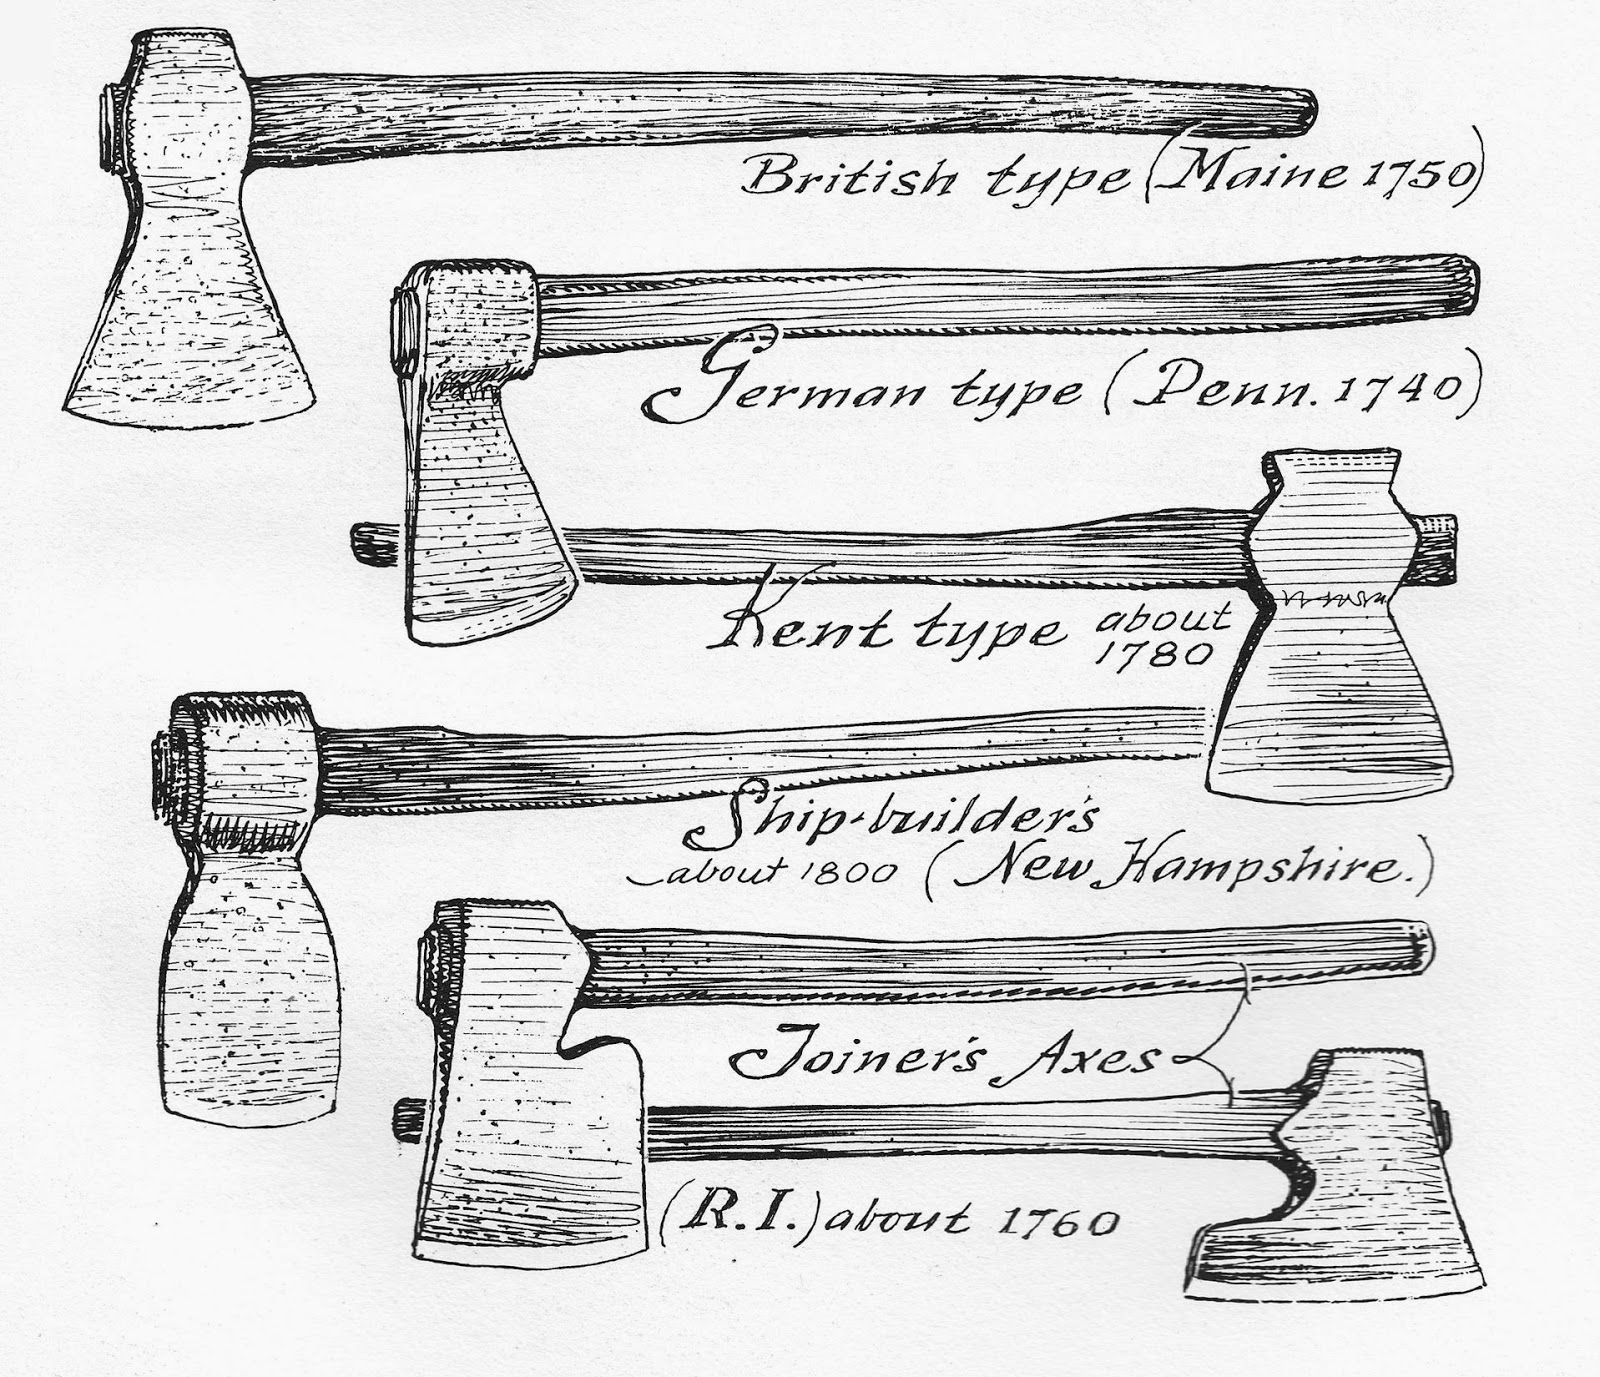 British type (Maine 1750)
German type (Penn. 1740)
Kent type about
1780
Ship-builder's
about 1800 (New Hampshire.)
Joiner's Axes
(R.I.) about 1760